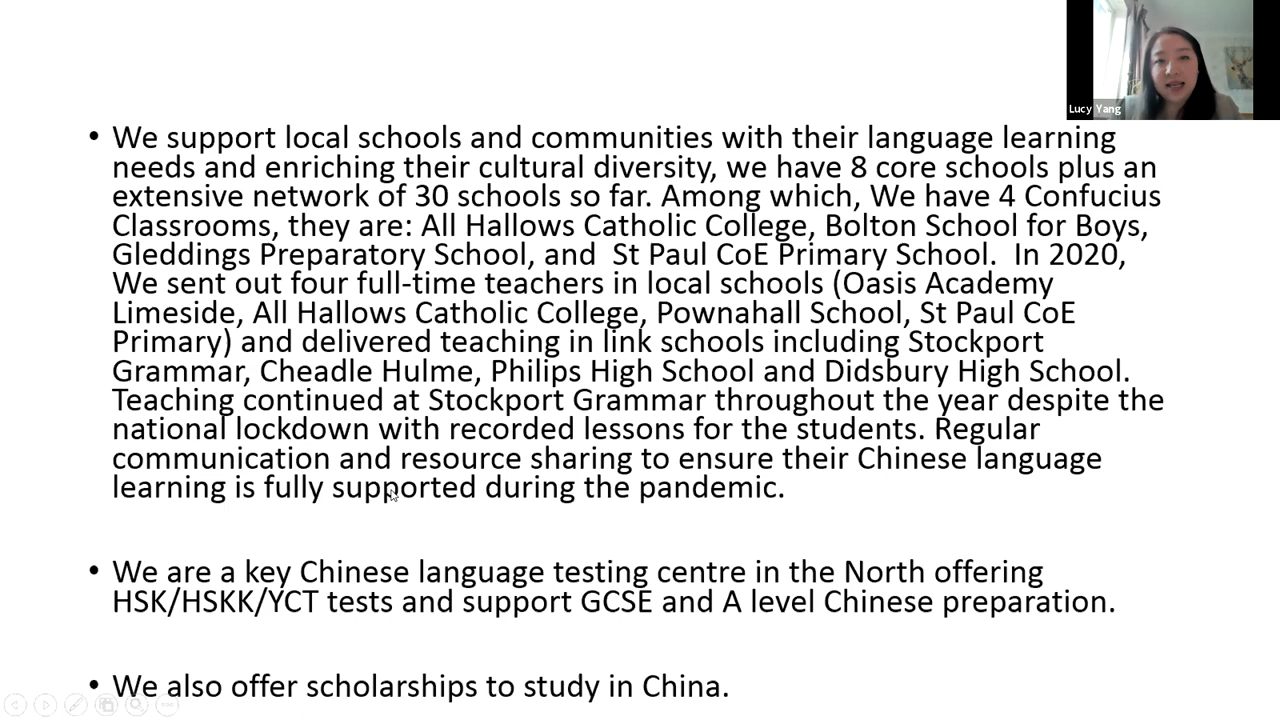 Lucy Yang
• We support local schools and communities with their language learning
needs and enriching their cultural diversity, we have 8 core schools plus an
extensive network of 30 schools so far. Among which, We have 4 Confucius
Classrooms, they are: All Hallows Catholic College, Bolton School for Boys,
Gleddings Preparatory School, and  St Paul CoE Primary School.  In 2020,
We sent out four full-time teachers in local schools (Oasis Academy
Limeside, All Hallows Catholic College, Pownahall School, St Paul CoE
Primary) and delivered teaching in link schools including Stockport
Grammar, Cheadle Hulme, Philips High School and Didsbury High School.
Teaching continued at Stockport Grammar throughout the year despite the
national lockdown with recorded lessons for the students. Regular
communication and resource sharing to ensure their Chinese language
learning is fully supported during the pandemic.
• We are a key Chinese language testing centre in the North offering
HSK/HSKK/YCT tests and support GCSE and A level Chinese preparation.
• We also offer scholarships to study in China.